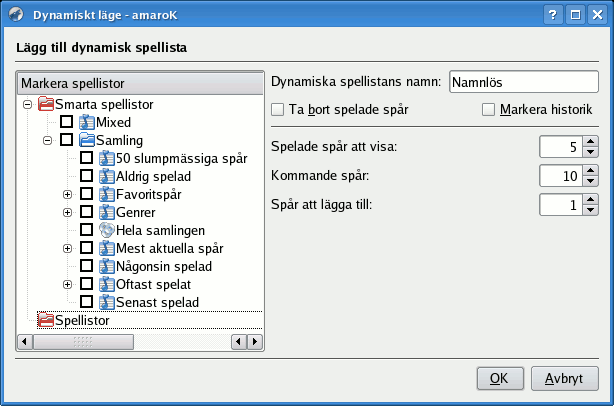 Dynamiskt läge - amaroK
Lägg till dynamisk spellista
Markera spellistor
Smarta spellistor
Mixed
Samling
50 slumpmässiga spår
Aldrig spelad
Favoritspår
Genrer
Hela samlingen
Mest aktuella spår
Någonsin spelad
Oftast spelat
Senast spelad
Spellistor
Dynamiska spellistans namn: Namnlös
Ta bort spelade spår Markera historik
Spelade spår att visa: 5
Kommande spår: 10
Spår att lägga till: 1
OK Avbryt